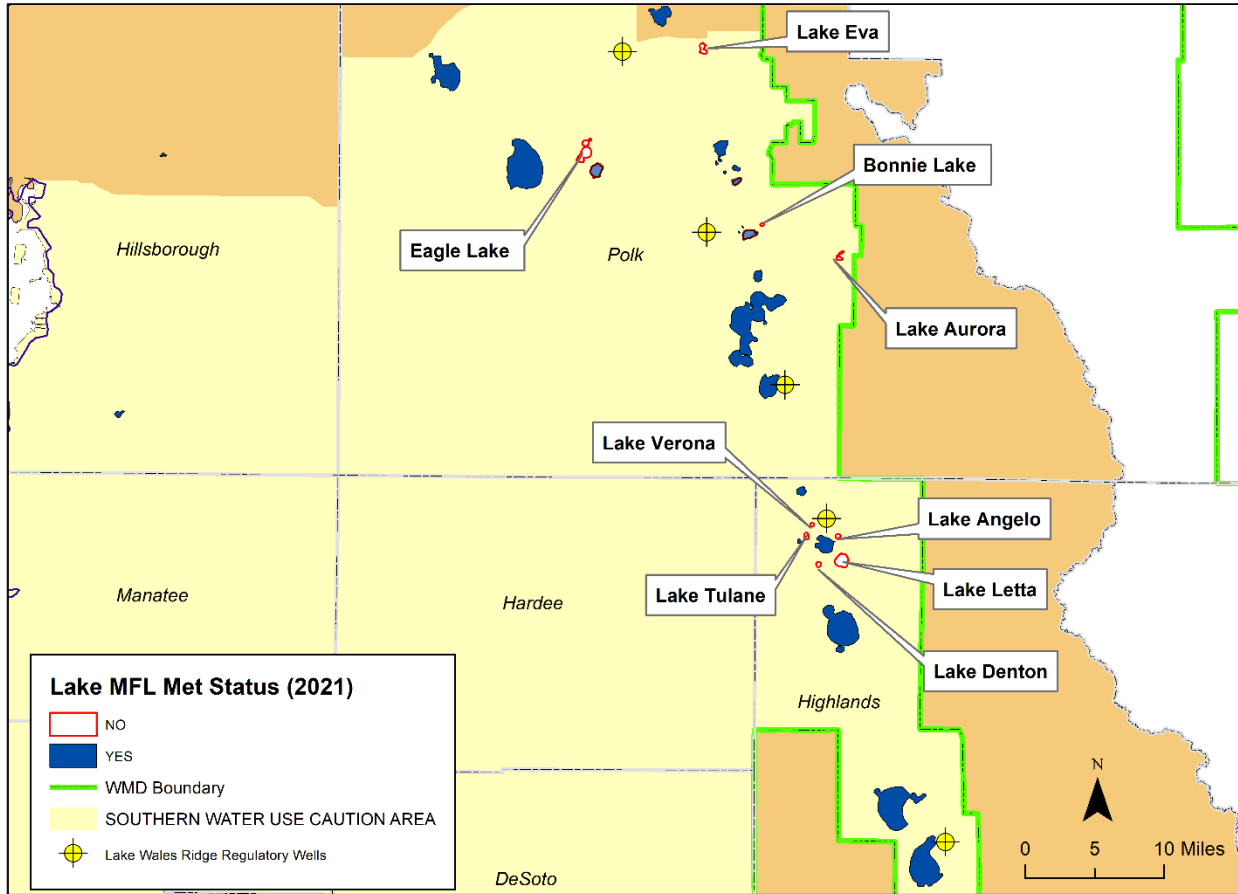 Lake Eva
Bonnie Lake
Hillsborough
Eagle Lake
Polk
Lake Aurora
Lake Verona
Lake Angelo
Lake Tulane
Lake Letta
Manatee
Hardee
Lake Denton
Highlands
Lake MFL Met Status (2021)
NO
YES
WMD Boundary
SOUTHERN WATER USE CAUTION AREA
Lake Wales Ridge Regulatory Wells
N
0 5 10 Miles
DeSoto